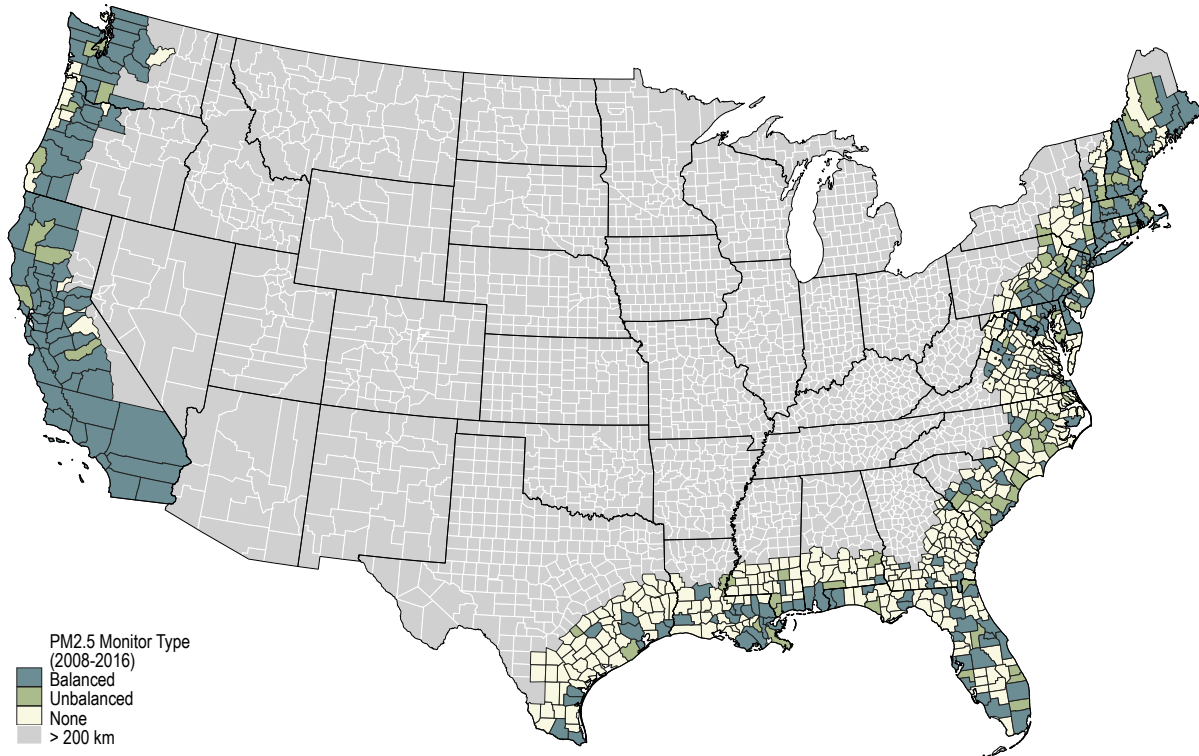 PM2.5 Monitor Type
(2008-2016)
Balanced
Unbalanced
None
> 200 km